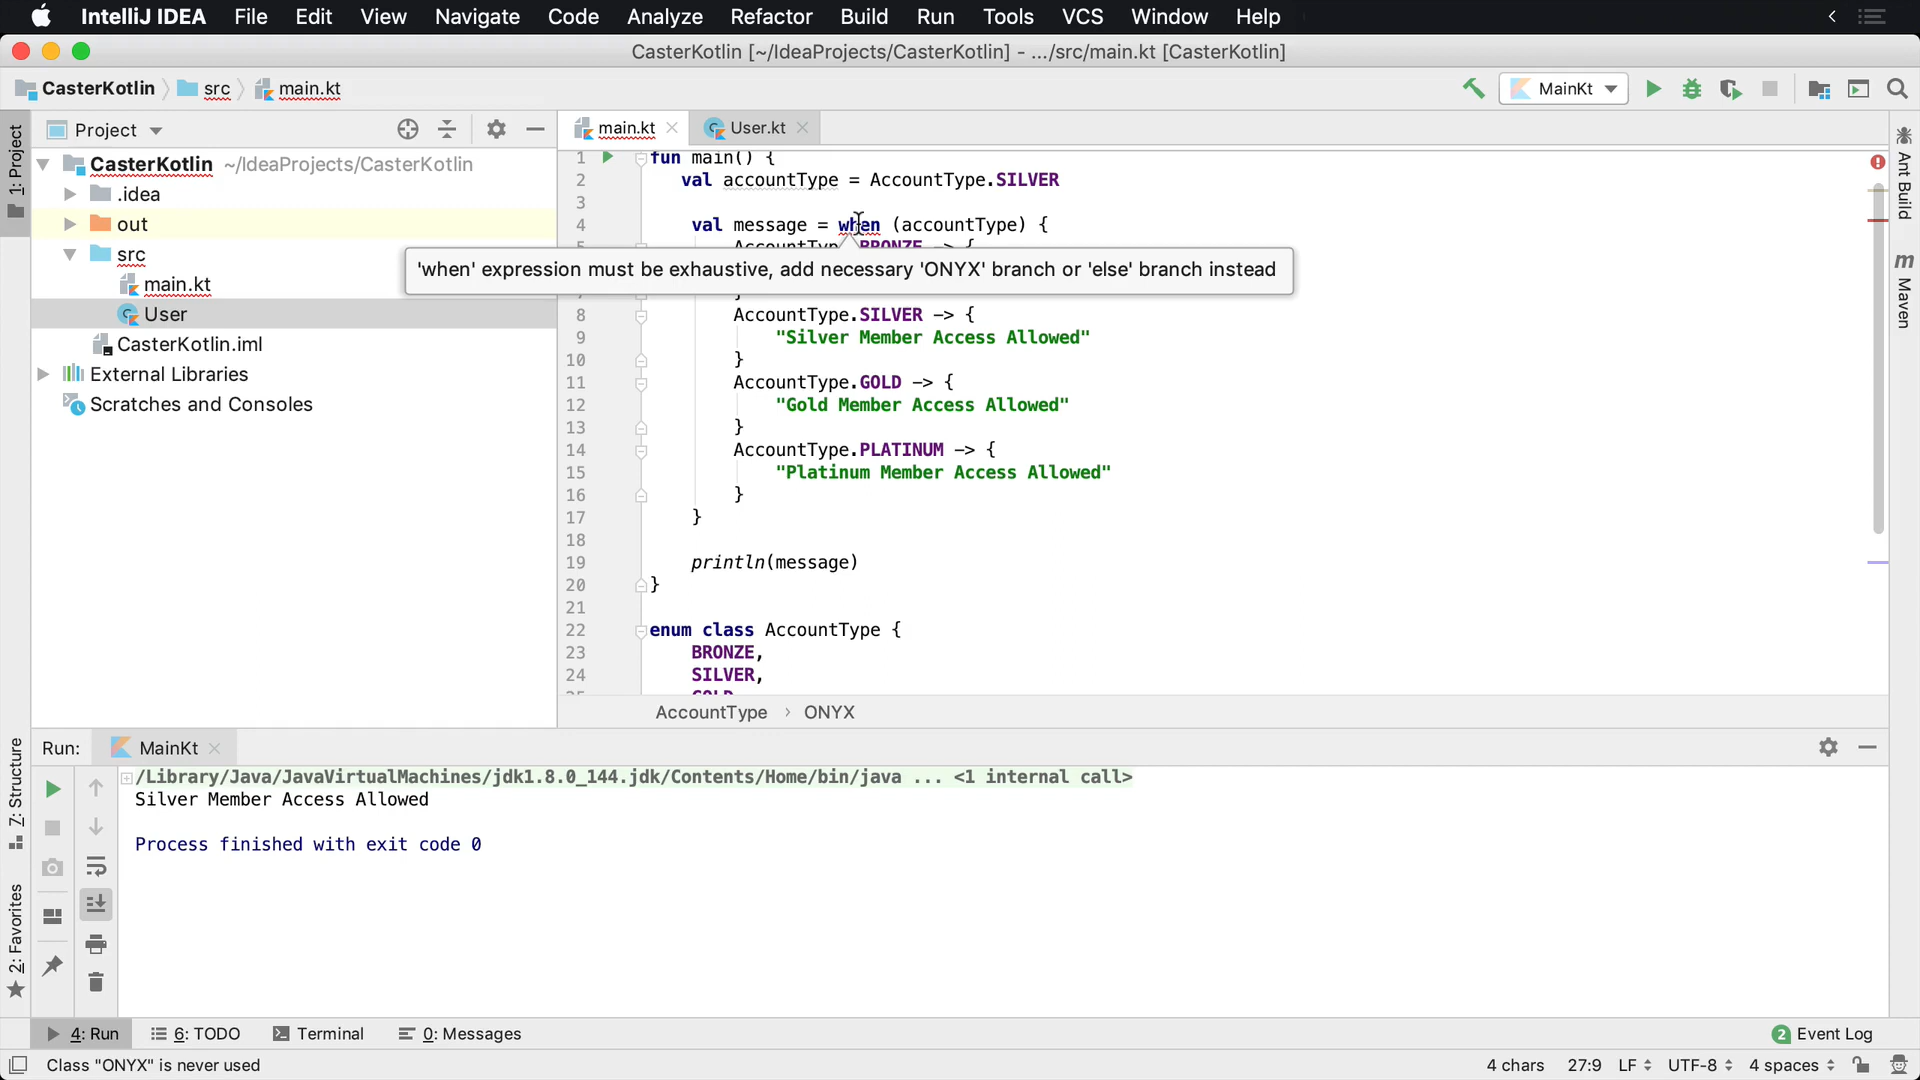 IntelliJ IDEA File Edit View Navigate Code Analyze Refactor Build Run Tools VCS Window Help
CasterKotlin [~/IdeaProjects/CasterKotlin] - .../src/main.kt [CasterKotlin]
CasterKotlin src main.kt MainKt
1: Project
Project
CasterKotlin ~/IdeaProjects/CasterKotlin
.idea
out
src
main.kt
User
CasterKotlin.iml
External Libraries
Scratches and Consoles
main.kt User.kt
1 fun main() {
2 val accountType = AccountType.SILVER
3
4 val message = when (accountType) {
'when' expression must be exhaustive, add necessary 'ONYX' branch or 'else' branch instead
8 AccountType.SILVER -> {
9 "Silver Member Access Allowed"
10 }
11 AccountType.GOLD -> {
12 "Gold Member Access Allowed"
13 }
14 AccountType.PLATINUM -> {
15 "Platinum Member Access Allowed"
16 }
17 }
18
19 println(message)
20 }
21
22 enum class AccountType {
23 BRONZE,
24 SILVER,
AccountType › ONYX
Ant Build
Maven
Run: MainKt
/Library/Java/JavaVirtualMachines/jdk1.8.0_144.jdk/Contents/Home/bin/java ... <1 internal call>
Silver Member Access Allowed
Process finished with exit code 0
Z: Structure
2: Favorites
4: Run 6: TODO Terminal 0: Messages 2 Event Log
Class "ONYX" is never used 4 chars 27:9 LF UTF-8 4 spaces